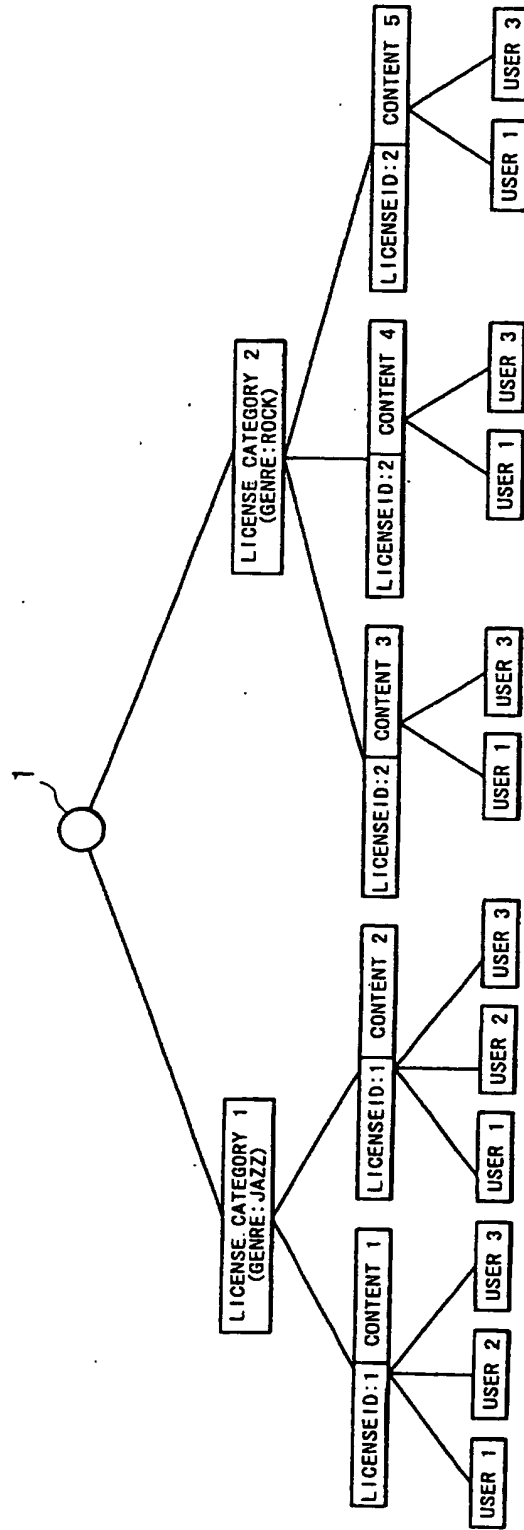 1
LICENSE CATEGORY 1
(GENRE:JAZZ)
LICENSE CATEGORY 2
(GENRE:ROCK)
LICENSEID:1 CONTENT 1
LICENSEID:1 CONTENT 2
LICENSEID:2 CONTENT 3
LICENSEID:2 CONTENT 4
LICENSEID:2 CONTENT 5
USER 1
USER 2
USER 3
USER 1
USER 2
USER 3
USER 1
USER 3
USER 1
USER 3
USER 1
USER 3